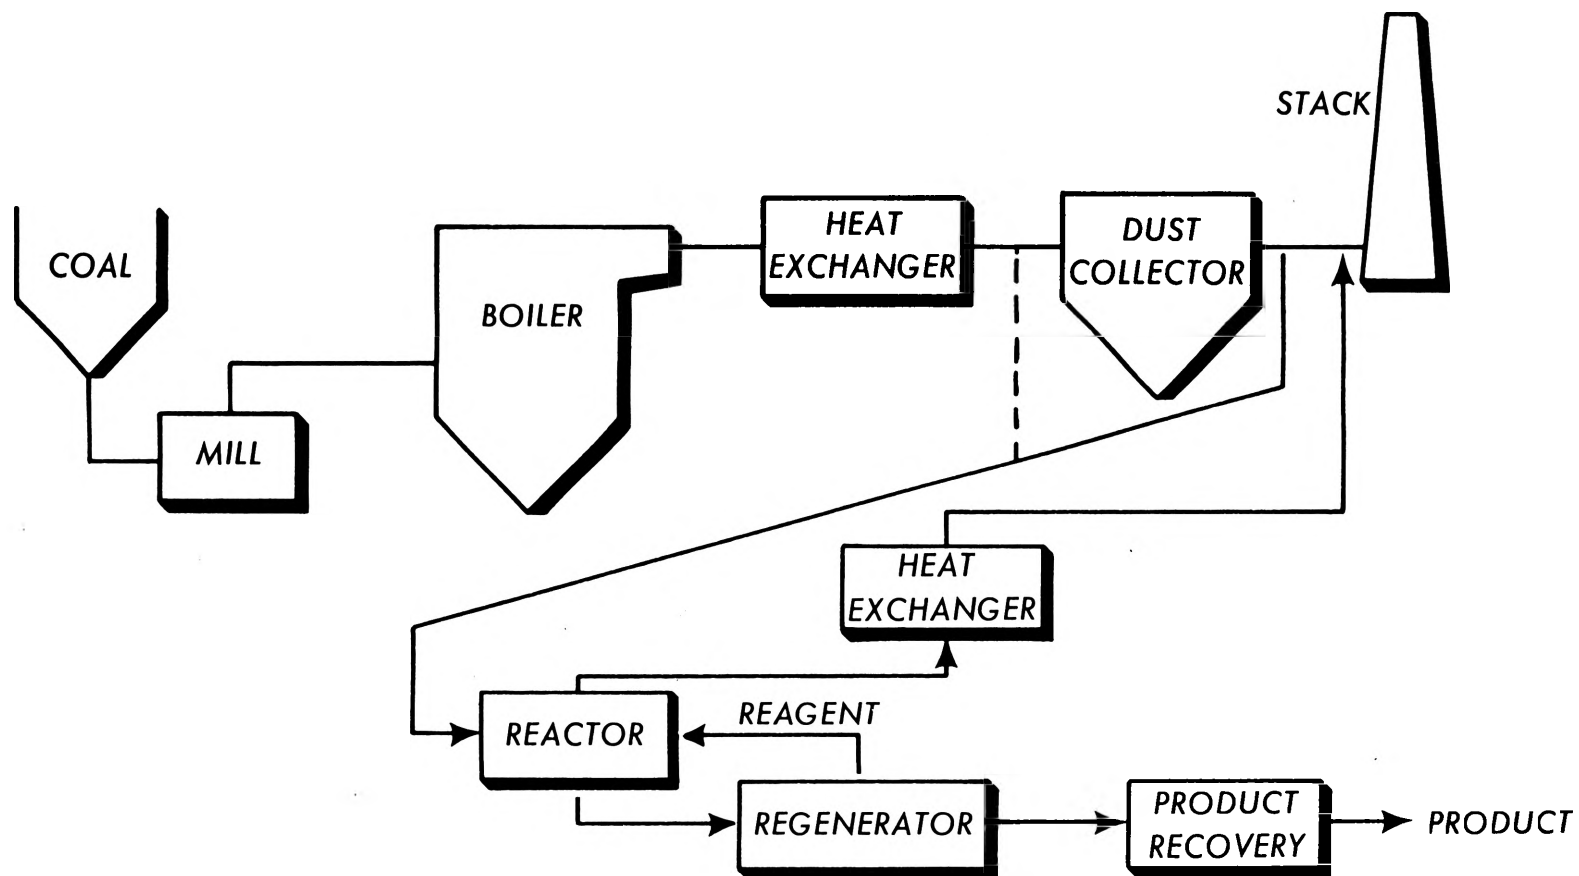 STACK
HEAT
EXCHANGER
DUST
COLLECTOR
COAL
BOILER
MILL
HEAT
EXCHANGER
REACTOR
REAGENT
REGENERATOR
PRODUCT
RECOVERY
PRODUCT